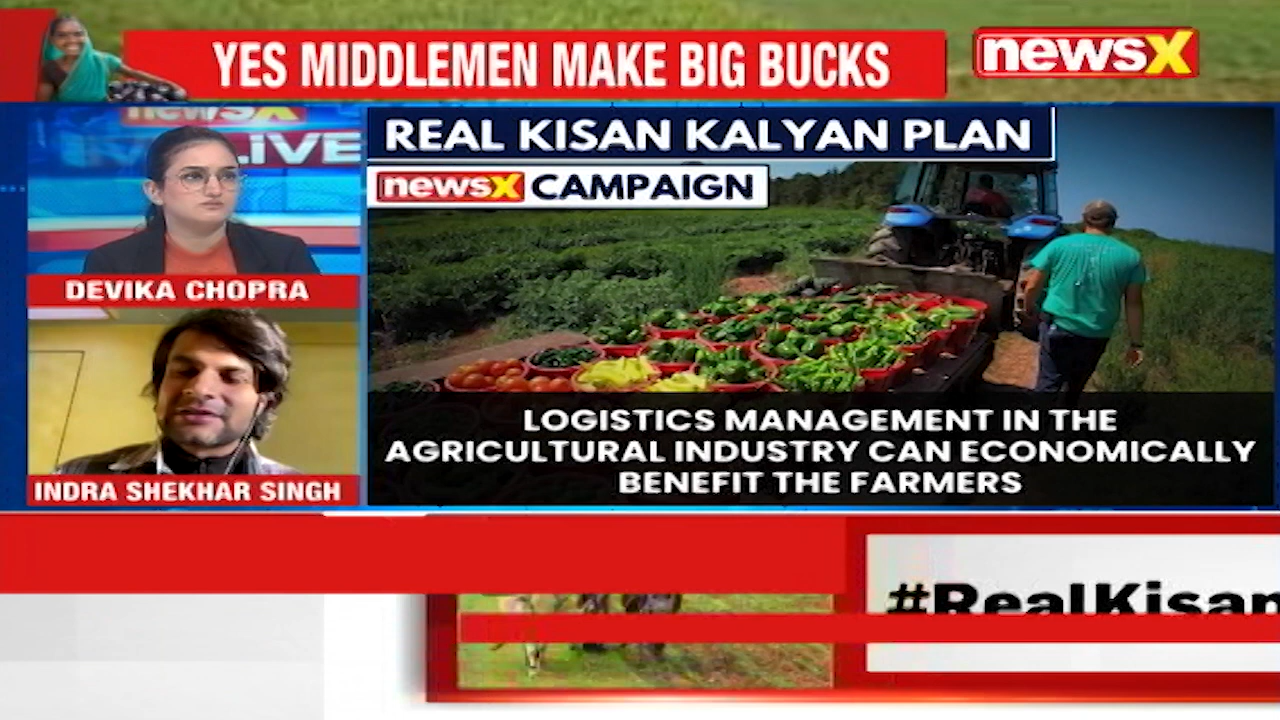 YES MIDDLEMEN MAKE BIG BUCKS
newsX
newsX
LIVE
DEVIKA CHOPRA
INDRA SHEKHAR SINGH
REAL KISAN KALYAN PLAN
newsX CAMPAIGN
LOGISTICS MANAGEMENT IN THE
AGRICULTURAL INDUSTRY CAN ECONOMICALLY
BENEFIT THE FARMERS
#RealKisan